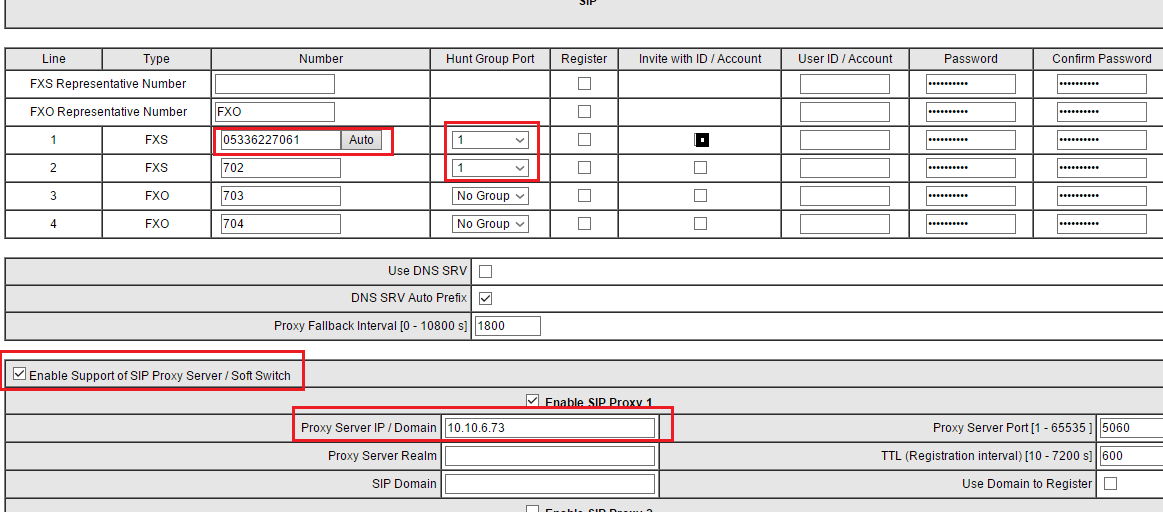 SIP
Line Type Number Hunt Group Port Register Invite with ID / Account User ID / Account Password Confirm Password
FXS Representative Number •••••••••• ••••••••••
FXO Representative Number FXO •••••••••• ••••••••••
1 FXS 05336227061 Auto 1 •••••••••• ••••••••••
2 FXS 702 1 •••••••••• ••••••••••
3 FXO 703 No Group •••••••••• ••••••••••
4 FXO 704 No Group •••••••••• ••••••••••
Use DNS SRV
DNS SRV Auto Prefix
Proxy Fallback Interval [0 - 10800 s] 1800
Enable Support of SIP Proxy Server / Soft Switch
Enable SIP Proxy 1
Proxy Server IP / Domain 10.10.6.73 Proxy Server Port [1 - 65535 ] 5060
Proxy Server Realm TTL (Registration interval) [10 - 7200 s] 600
SIP Domain Use Domain to Register
Enable SIP Proxy 2